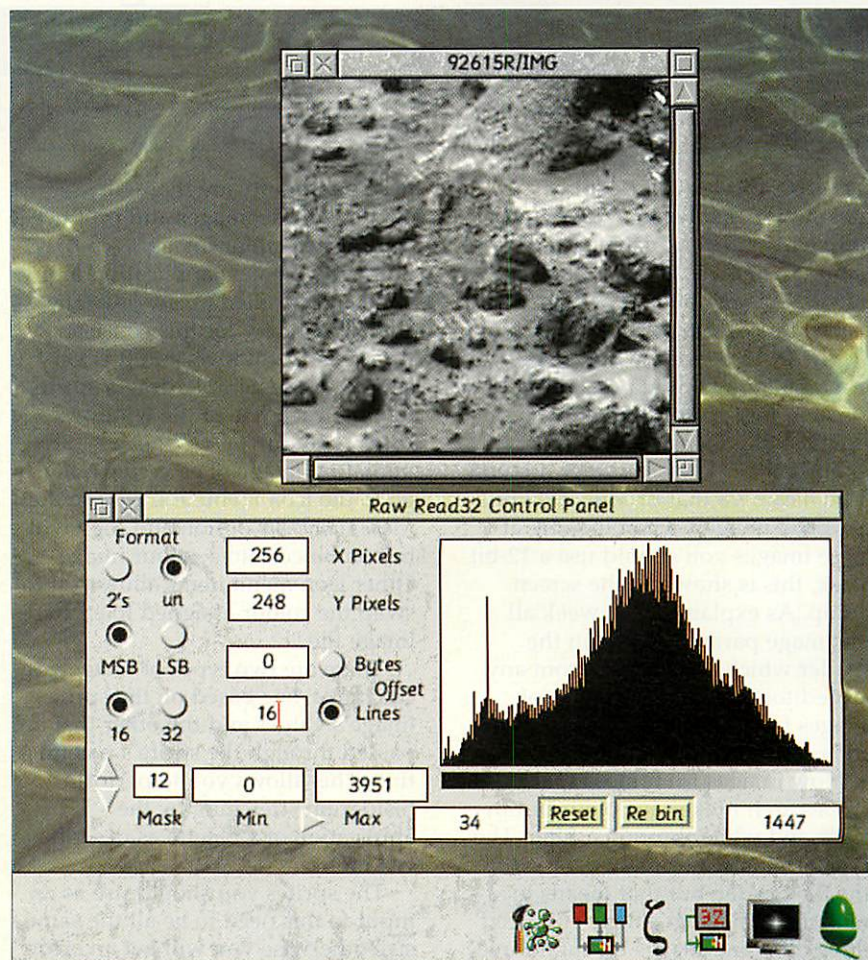 92615R/IMG
Raw Read32 Control Panel
Format
2's un
MSB LSB
16 32
256 X Pixels
248 Y Pixels
0 Bytes
Offset
16 Lines
12 0 3951
Mask Min Max
34 Reset Re bin 1447
32